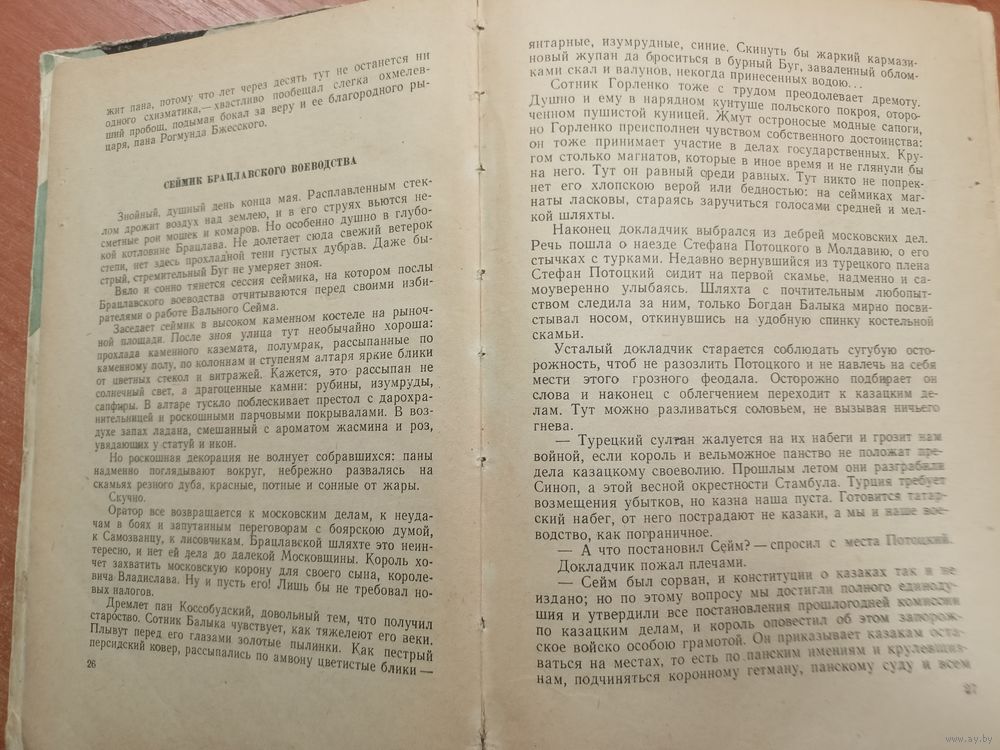 жит пана, потому что лет через десять тут не останется ни
одного схизматика,— хвастливо пообещал слегка охмелев-
ший пробощ, подымая бокал за веру и ее благородного ры-
царя, пана Рогмунда Бжесского.
СЕЙМИК БРАЦЛАВСКОГО ВОЕВОДСТВА
Знойный, душный день конца мая. Расплавленным стек-
лом дрожит воздух над землею, и в его струях вьются не-
сметные рои мошек и комаров. Но особенно душно в глубо-
кой котловине Брацлава. Не долетает сюда свежий ветерок
степи, нет здесь прохладной тени густых дубрав. Даже бы-
стрый, стремительный Буг не умеряет зноя.
Вяло и сонно тянется сессия сеймика, на котором послы
Брацлавского воеводства отчитываются перед своими изби-
рателями о работе Вального Сейма.
Заседает сеймик в высоком каменном костеле на рыноч-
ной площади. После зноя улица тут необычайно хороша:
прохлада каменного каземата, полумрак, рассыпанные по
каменному полу, по колоннам и ступеням алтаря яркие блики
от цветных стекол и витражей. Кажется, это рассыпан не
солнечный свет, а драгоценные камни: рубины, изумруды,
сапфиры. В алтаре тускло поблескивает престол с дарохра-
нительницей и роскошными парчовыми покрывалами. В воз-
духе запах ладана, смешанный с ароматом жасмина и роз,
увядающих у статуй и икон.
Но роскошная декорация не волнует собравшихся: паны
надменно поглядывают вокруг, небрежно развалясь на
скамьях резного дуба, красные, потные и сонные от жары.
Скучно.
Оратор все возвращается к московским делам, к неуда-
чам в боях и запутанным переговорам с боярскою думой,
к Самозванцу, к лисовчикам. Брацлавской шляхте это неин-
тересно, и нет ей дела до далекой Московщины. Король хо-
чет захватить московскую корону для своего сына, короле-
вича Владислава. Ну и пусть его! Лишь бы не требовал но-
вых налогов.
Дремлет пан Коссобудский, довольный тем, что получил
староство. Сотник Балыка чувствует, как тяжелеют его веки.
Плывут перед его глазами золотые пылинки. Как пестрый
персидский ковер, рассыпались по амвону цветистые блики —
26
янтарные, изумрудные, синие. Скинуть бы жаркий кармази-
новый жупан да броситься в бурный Буг, заваленный облом-
ками скал и валунов, некогда принесенных водою...
Сотник Горленко тоже с трудом преодолевает дремоту.
Душно и ему в нарядном кунтуше польского покроя, оторо-
ченном пушистой куницей. Жмут остроносые модные сапоги,
но Горленко преисполнен чувством собственного достоинства:
он тоже принимает участие в делах государственных. Кру-
гом столько магнатов, которые в иное время и не глянули бы
на него. Тут он равный среди равных. Тут никто не попрек-
нет его хлопскою верой или бедностью: на сеймиках маг-
наты ласковы, стараясь заручиться голосами средней и мел-
кой шляхты.
Наконец докладчик выбрался из дебрей московских дел.
Речь пошла о наезде Стефана Потоцкого в Молдавию, о его
стычках с турками. Недавно вернувшийся из турецкого плена
Стефан Потоцкий сидит на первой скамье, надменно и са-
моуверенно улыбаясь. Шляхта с почтительным любопыт-
ством следила за ним, только Богдан Балыка мирно посви-
стывал носом, откинувшись на удобную спинку костельной
скамьи.
Усталый докладчик старается соблюдать сугубую осто-
рожность, чтоб не разозлить Потоцкого и не навлечь на себя
мести этого грозного феодала. Осторожно подбирает он
слова и наконец с облегчением переходит к казацким де-
лам. Тут можно разливаться соловьем, не вызывая ничьего
гнева.
— Турецкий султан жалуется на их набеги и грозит нам
войной, если король и вельможное панство не положат пре-
дела казацкому своеволию. Прошлым летом они разграбили
Синоп, а этой весной окрестности Стамбула. Турция требует
возмещения убытков, но казна наша пуста. Готовится татар-
ский набег, от него пострадают не казаки, а мы и наше вое-
водство, как пограничное.
— А что постановил Сейм? — спросил с места Потоцкий.
Докладчик пожал плечами.
— Сейм был сорван, и конституции о казаках так и не
издано; но по этому вопросу мы достигли полного единоду-
шия и утвердили все постановления прошлогодней комиссии
по казацким делам, и король оповестил об этом запорож-
ское войско особою грамотой. Он приказывает казакам оста-
ваться на местах, то есть по панским имениям и крулевщиз-
нам, подчиняться коронному гетману, панскому суду и всем
27
www.ay.by